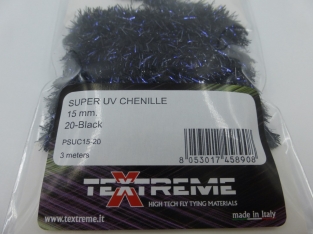 SUPER UV CHENILLE
15 mm.
20-Black
PSUC15-20
3 meters
8 053017 458908
TEXTREME
HIGH TECH FLY TYING MATERIALS
www.textreme.it
made in Italy